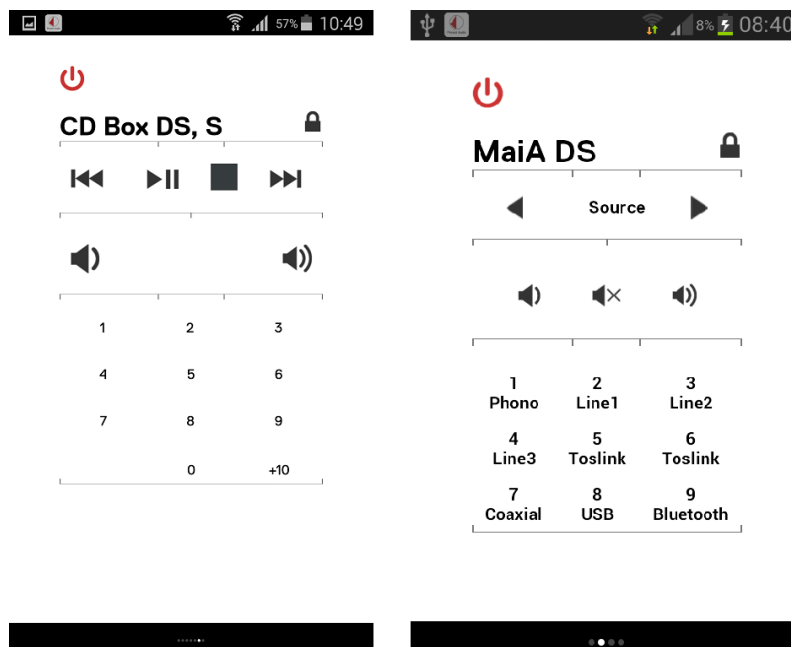 57% 10:49
CD Box DS, S
1 2 3
4 5 6
7 8 9
0 +10
8% 08:40
MaiA DS
Source
1 2 3
Phono Line1 Line2
4 5 6
Line3 Toslink Toslink
7 8 9
Coaxial USB Bluetooth